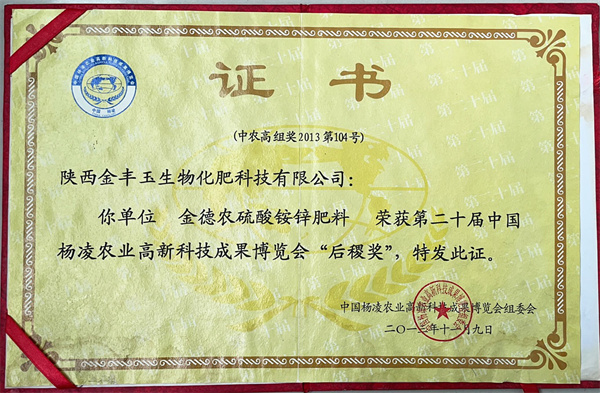 证书
(中农高组奖2013第104号)
陕西金丰玉生物化肥科技有限公司：
你单位 金德农硫酸铵锌肥料 荣获第二十届中国
杨凌农业高新科技成果博览会“后稷奖”，特发此证。
中国杨凌农业高新科技成果博览会组委会
二〇一三年十一月九日